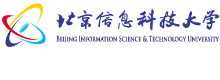 北京信息科技大学
BEIJING INFORMATION SCIENCE & TECHNOLOGY UNIVERSITY